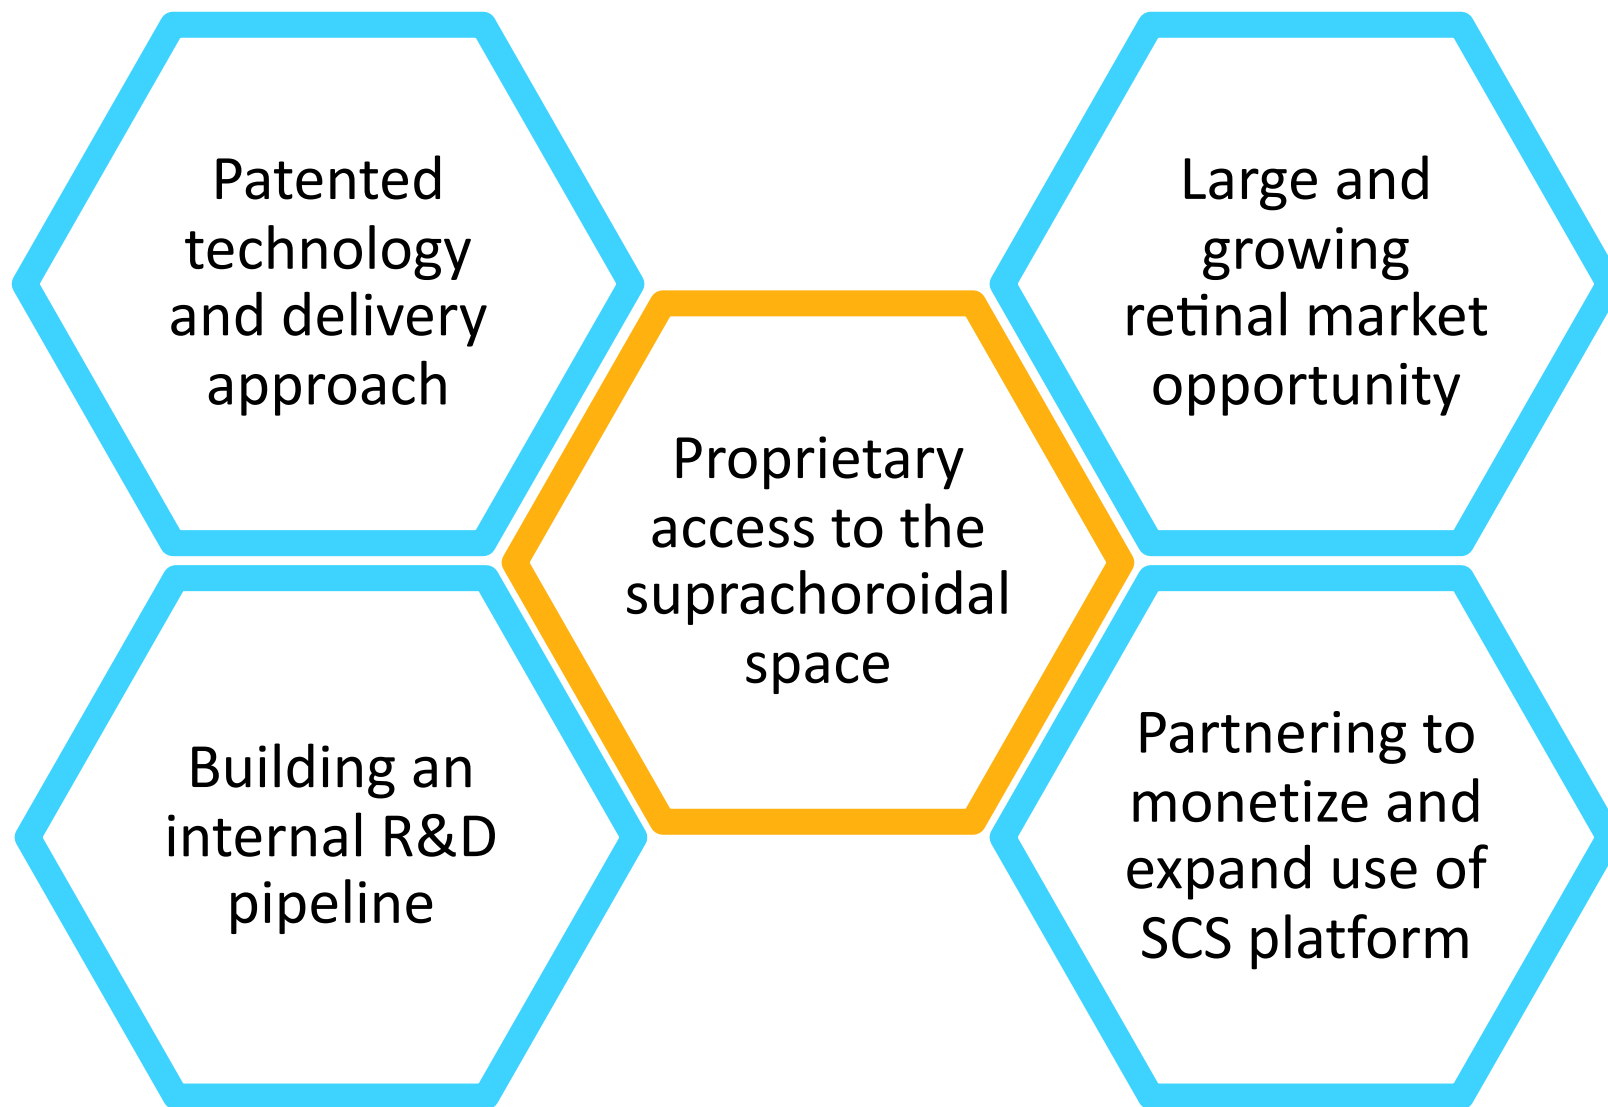 Patented
technology
and delivery
approach
Large and
growing
retinal market
opportunity
Proprietary
access to the
suprachoroidal
space
Building an
internal R&D
pipeline
Partnering to
monetize and
expand use of
SCS platform